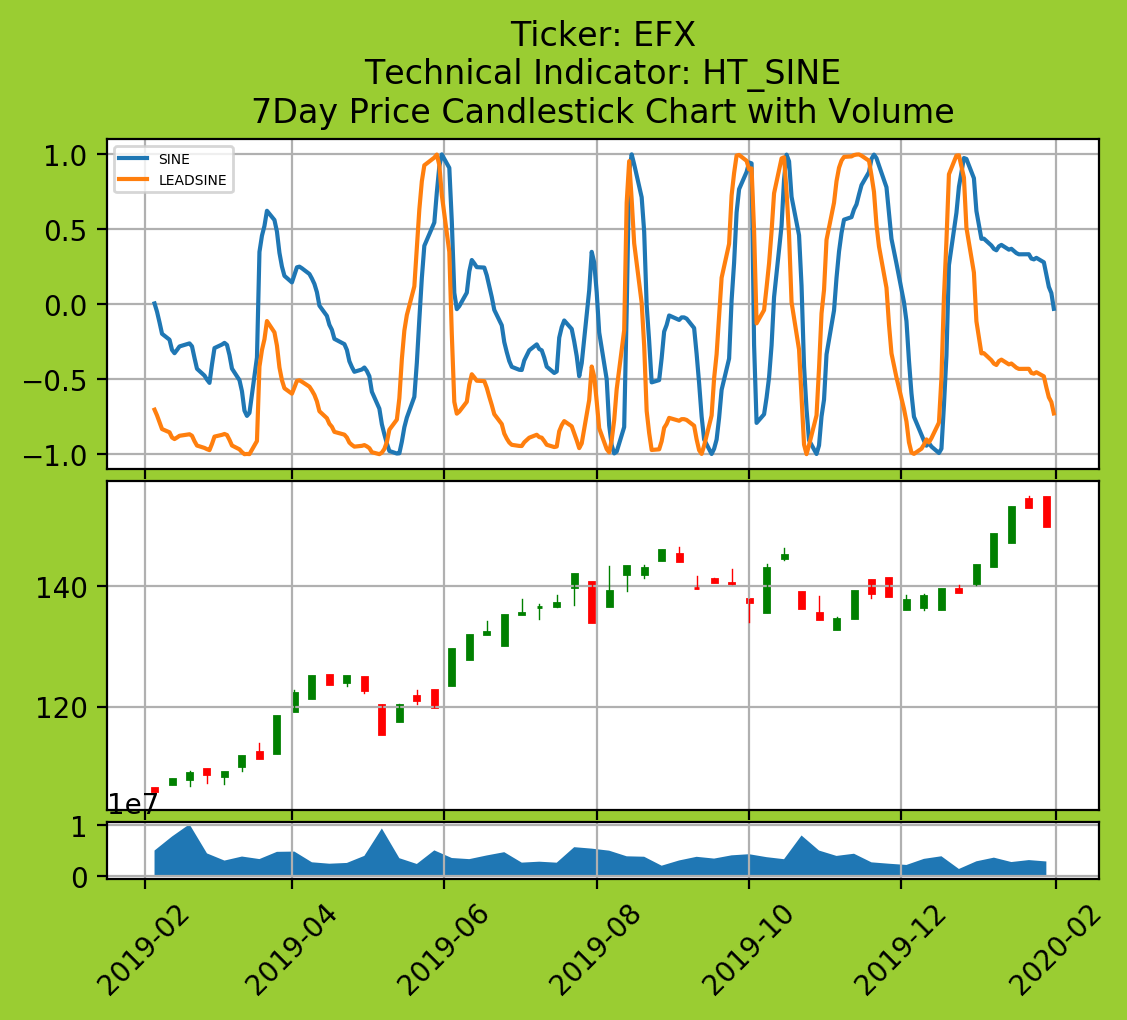 Ticker: EFX
Technical Indicator: HT_SINE
7Day Price Candlestick Chart with Volume
SINE
LEADSINE
1.0
0.5
0.0
−0.5
−1.0
140
120
1e7
1
0
2019-02
2019-04
2019-06
2019-08
2019-10
2019-12
2020-02